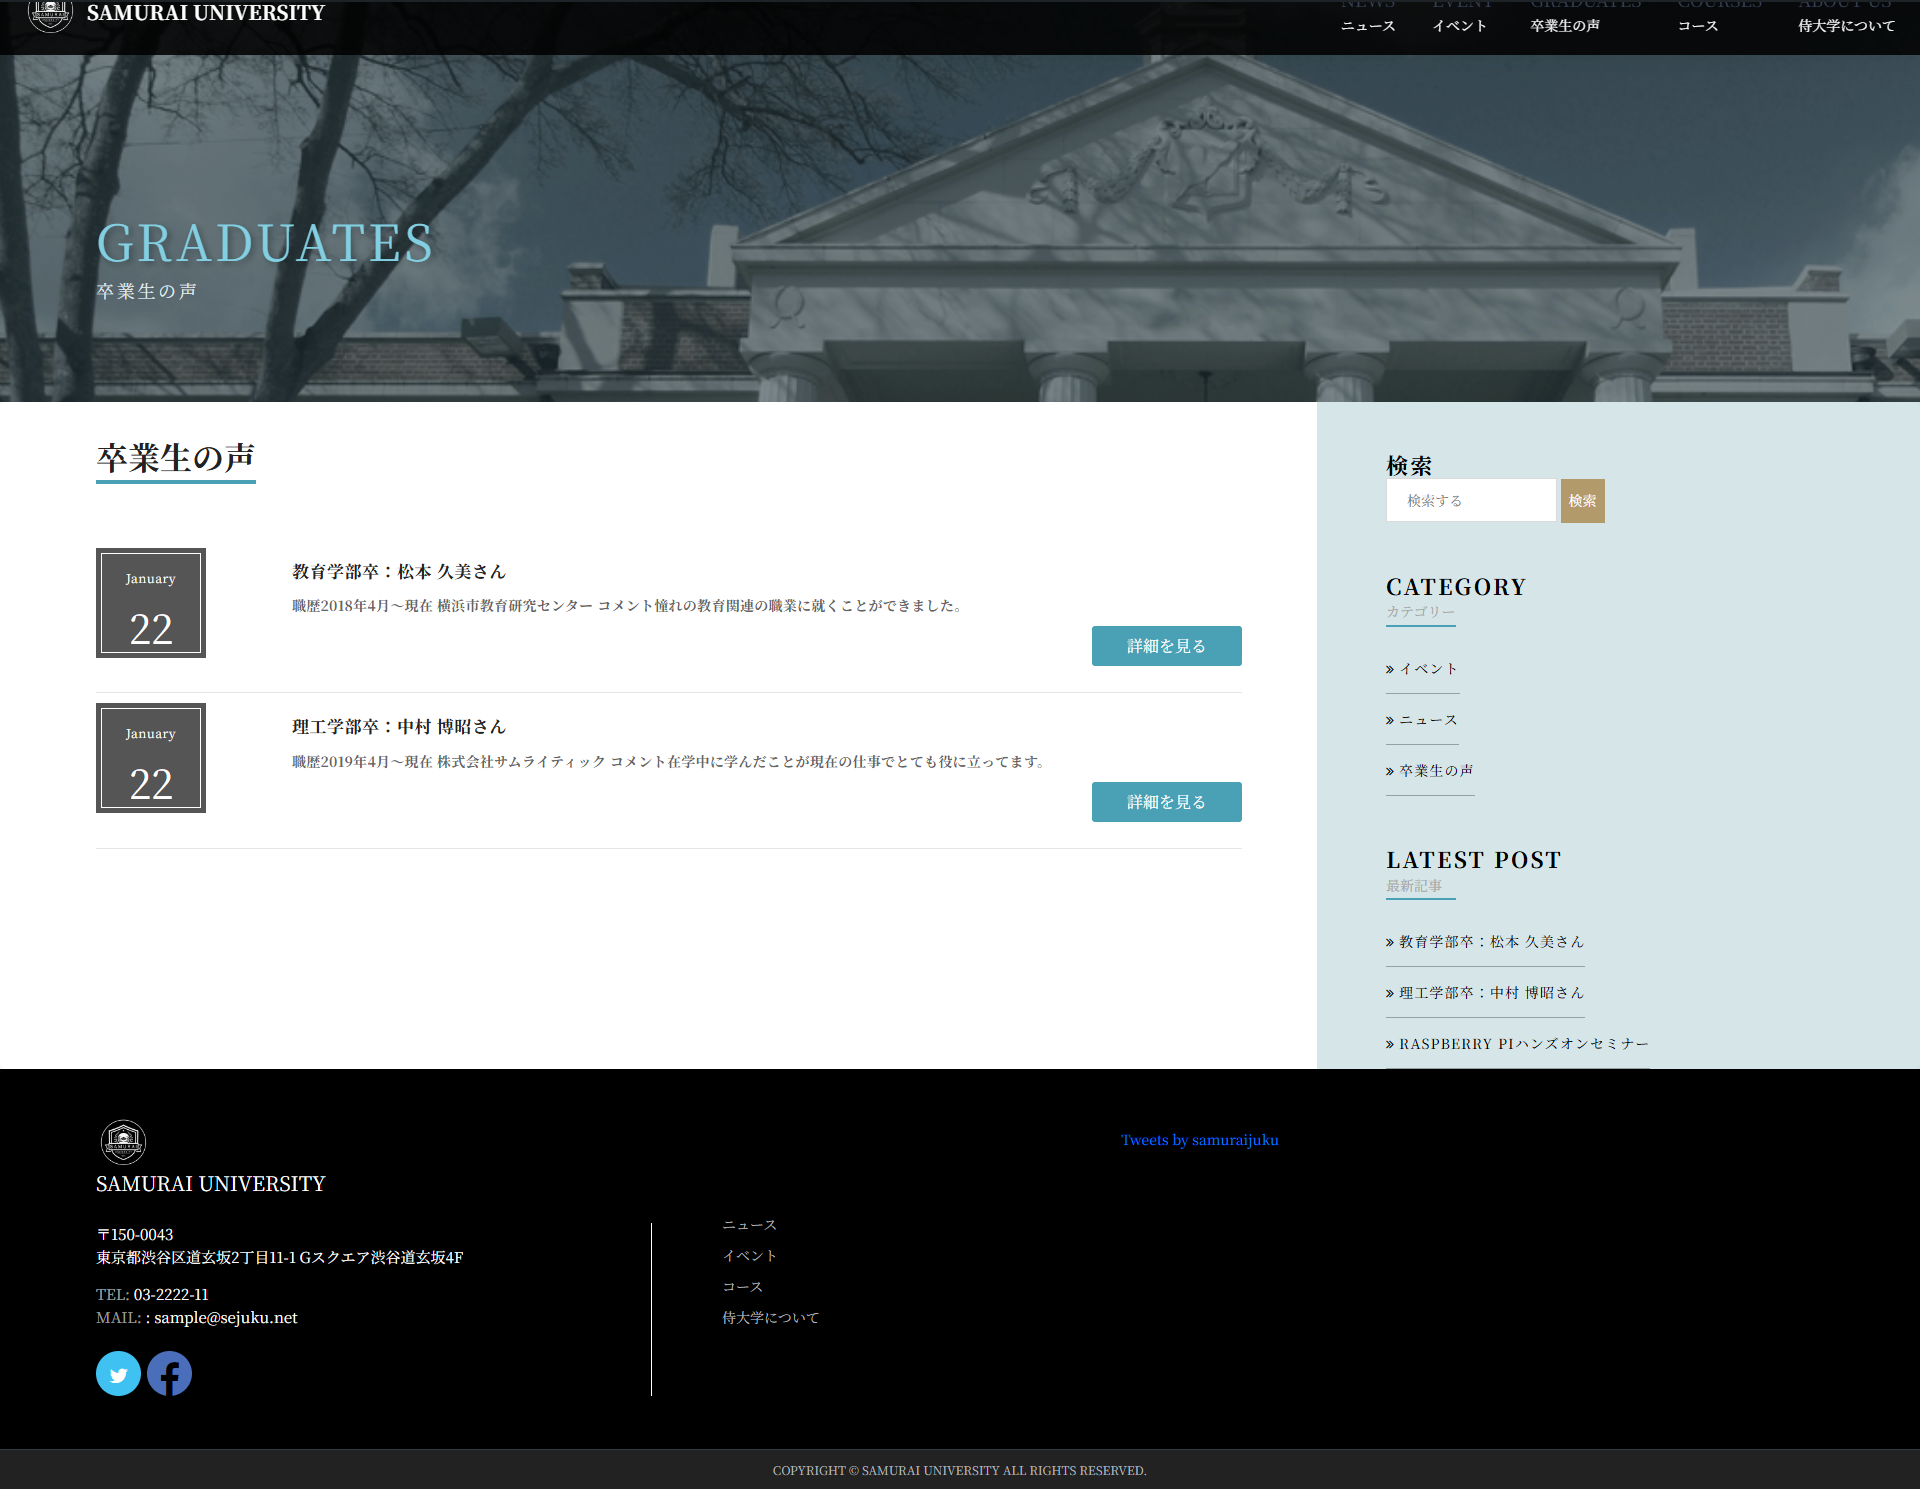 SAMURAI UNIVERSITY
NEWS
EVENT
GRADUATES
COURSES
ABOUT US
ニュース
イベント
卒業生の声
コース
侍大学について
GRADUATES
卒業生の声
卒業生の声
January
22
教育学部卒：松本 久美さん
職歴2018年4月～現在 横浜市教育研究センター コメント憧れの教育関連の職業に就くことができました。
詳細を見る
January
22
理工学部卒：中村 博昭さん
職歴2019年4月～現在 株式会社サムライティック コメント在学中に学んだことが現在の仕事でとても役に立ってます。
詳細を見る
検索
検索する
検索
CATEGORY
カテゴリー
» イベント
» ニュース
» 卒業生の声
LATEST POST
最新記事
» 教育学部卒：松本 久美さん
» 理工学部卒：中村 博昭さん
» RASPBERRY PIハンズオンセミナー
SAMURAI
SAMURAI UNIVERSITY
〒150-0043
東京都渋谷区道玄坂2丁目11-1 Gスクエア渋谷道玄坂4F
TEL: 03-2222-11
MAIL: : sample@sejuku.net
ニュース
イベント
コース
侍大学について
Tweets by samuraijuku
COPYRIGHT © SAMURAI UNIVERSITY ALL RIGHTS RESERVED.